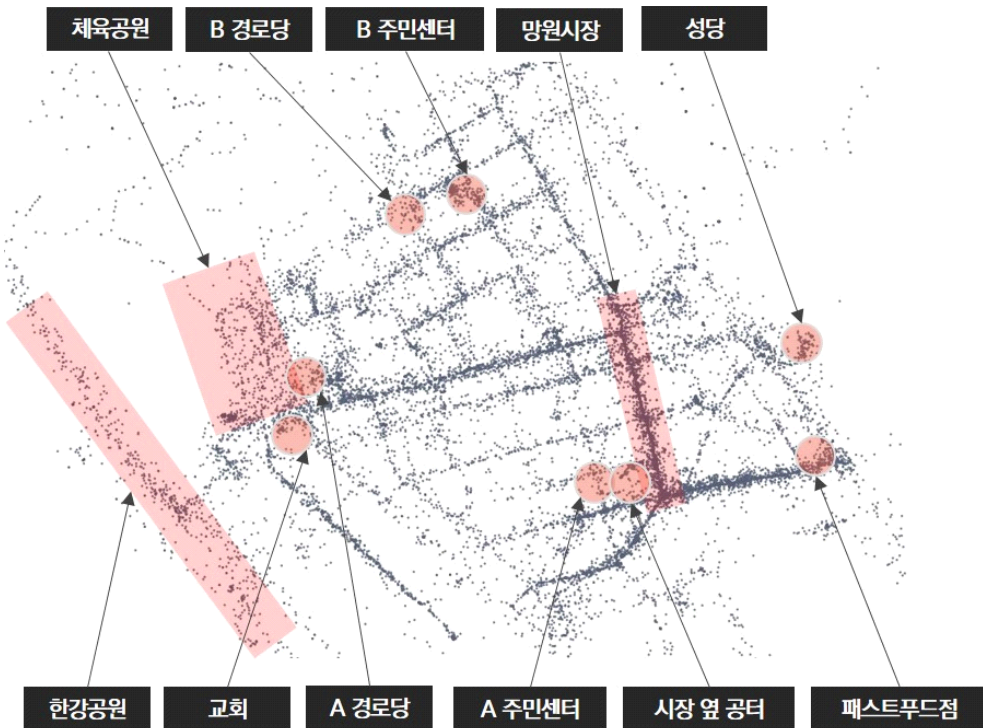 체육공원
B 경로당
B 주민센터
망원시장
성당
한강공원
교회
A 경로당
A 주민센터
시장 옆 공터
패스트푸드점